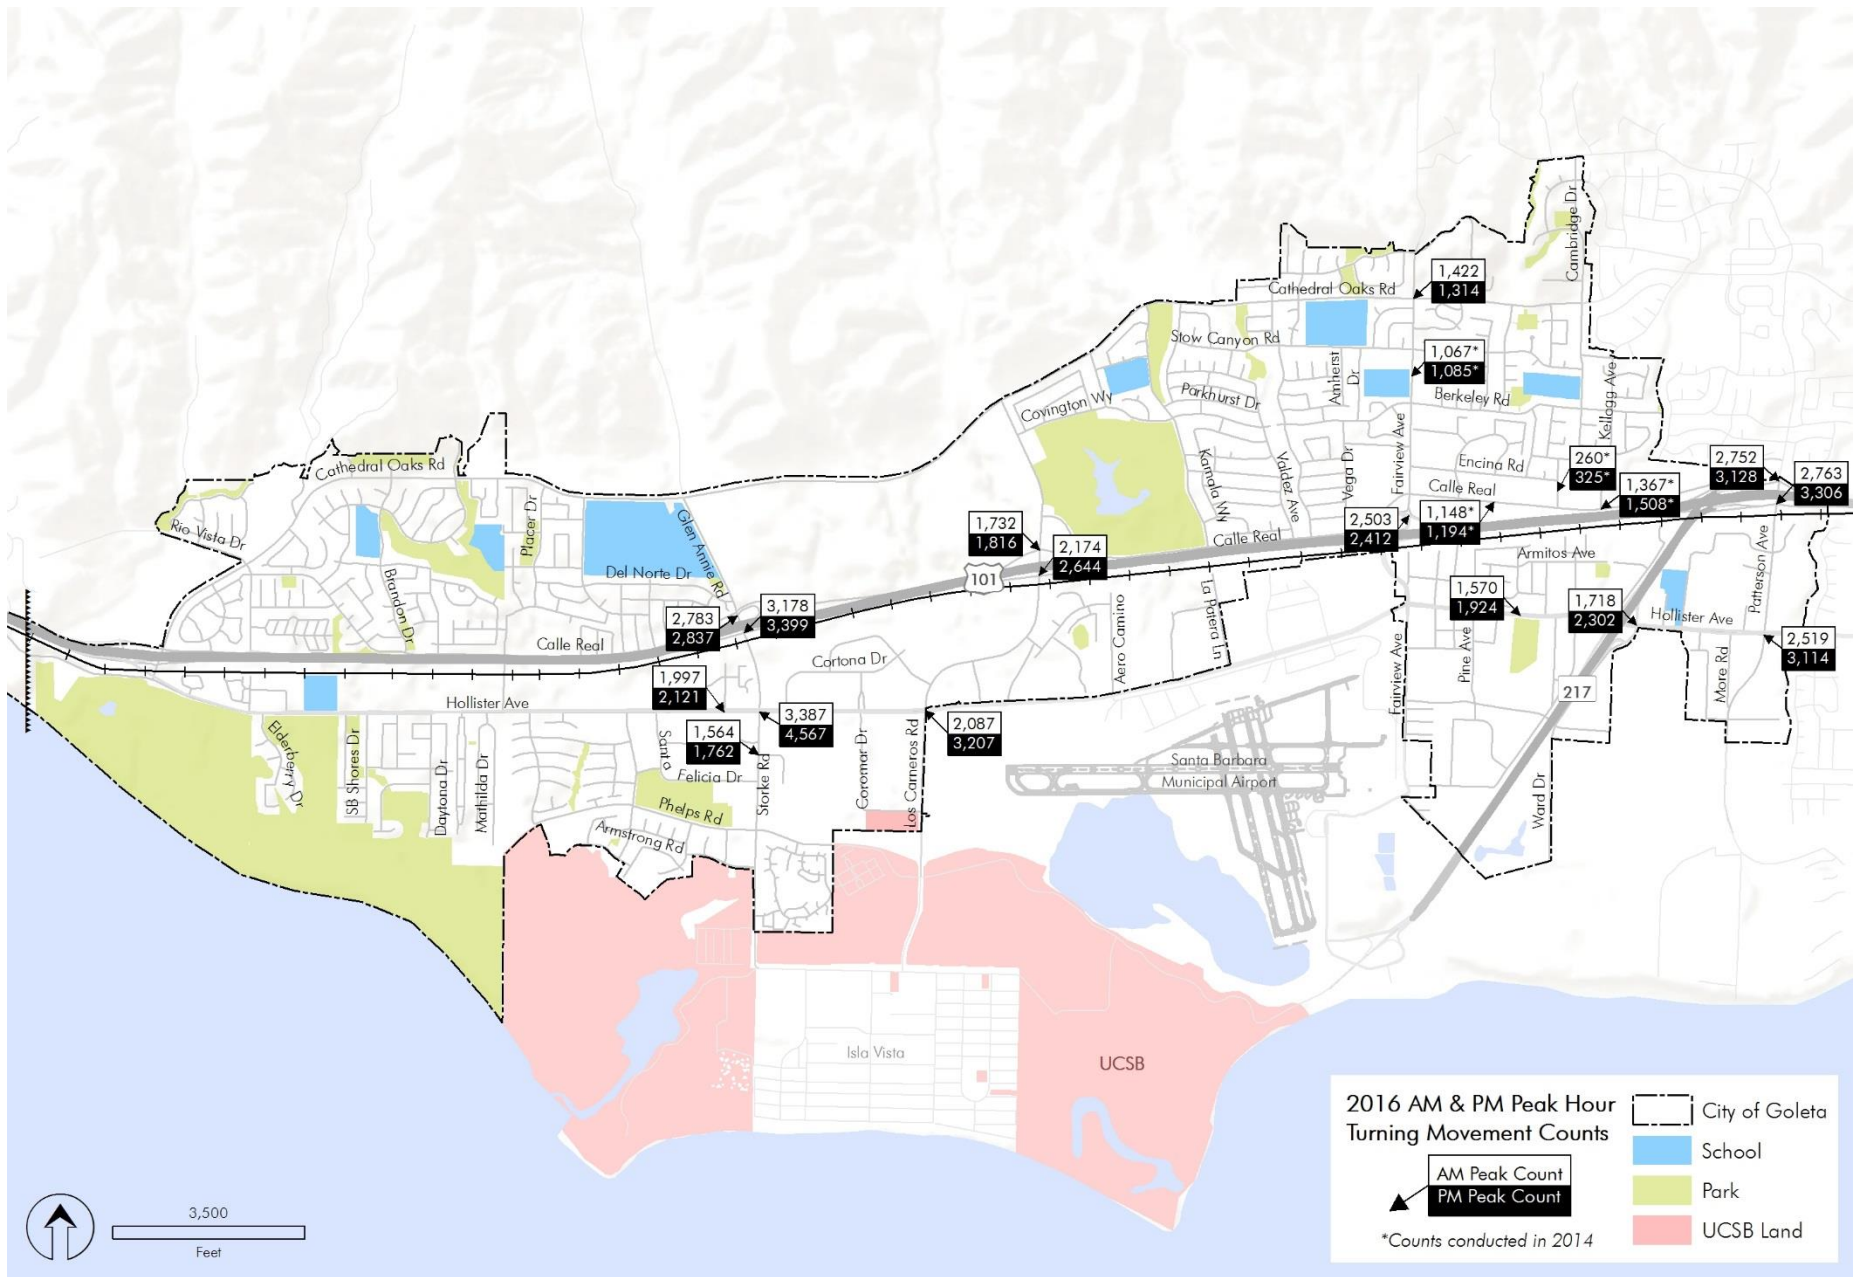 1,422
1,314
Cathedral Oaks Rd
Cambridge Dr
Stow Canyon Rd
1,067*
1,085*
Amherst
Dr
Parkhurst Dr
Berkeley Rd
Kellogg Ave
Covington Wy
Fairview Ave
Vega Dr
Valdez Ave
Kamala Wy
Encina Rd
260*
325*
Calle Real
1,367*
1,508*
2,752
3,128
2,763
3,306
Cathedral Oaks Rd
Rio Vista Dr
Placer Dr
Glen Annie Rd
1,732
1,816
2,174
2,644
Calle Real
2,503
2,412
1,148*
1,194*
Armitos Ave
Patterson Ave
101
Del Norte Dr
Brandon Dr
Calle Real
2,783
2,837
3,178
3,399
La Patera Ln
Aero Camino
1,570
1,924
1,718
2,302
Hollister Ave
2,519
3,114
Cortona Dr
Pine Ave
More Rd
Fairview Ave
217
1,997
2,121
Hollister Ave
3,387
4,567
2,087
3,207
1,564
1,762
Santa
Felicia Dr
Elderberry Dr
SB Shores Dr
Daytona Dr
Mathilda Dr
Storke Rd
Coromar Dr
Los Carneros Rd
Phelps Rd
Armstrong Rd
Santa Barbara
Municipal Airport
Ward Dr
Isla Vista
UCSB
2016 AM & PM Peak Hour
Turning Movement Counts
AM Peak Count
PM Peak Count
*Counts conducted in 2014
City of Goleta
School
Park
UCSB Land
3,500
Feet